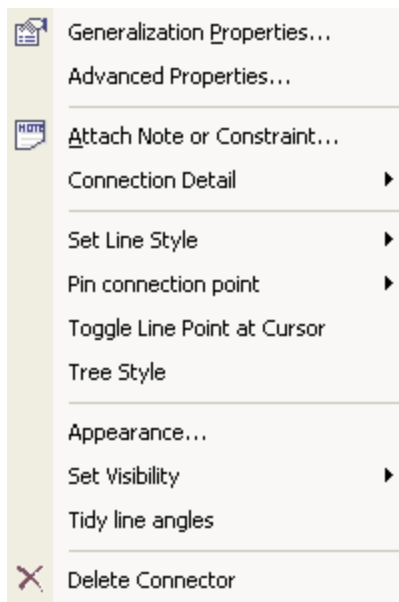 Generalization Properties...
Advanced Properties...
NOTE
Attach Note or Constraint...
Connection Detail
Set Line Style
Pin connection point
Toggle Line Point at Cursor
Tree Style
Appearance...
Set Visibility
Tidy line angles
Delete Connector